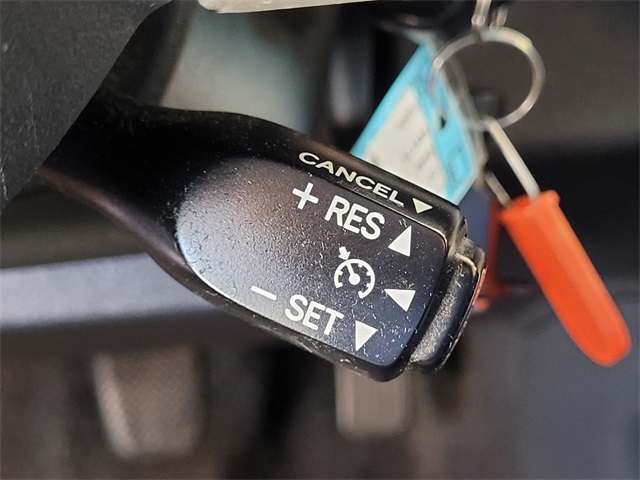 CANCEL ▼
+ RES ▲
◀
− SET ▼